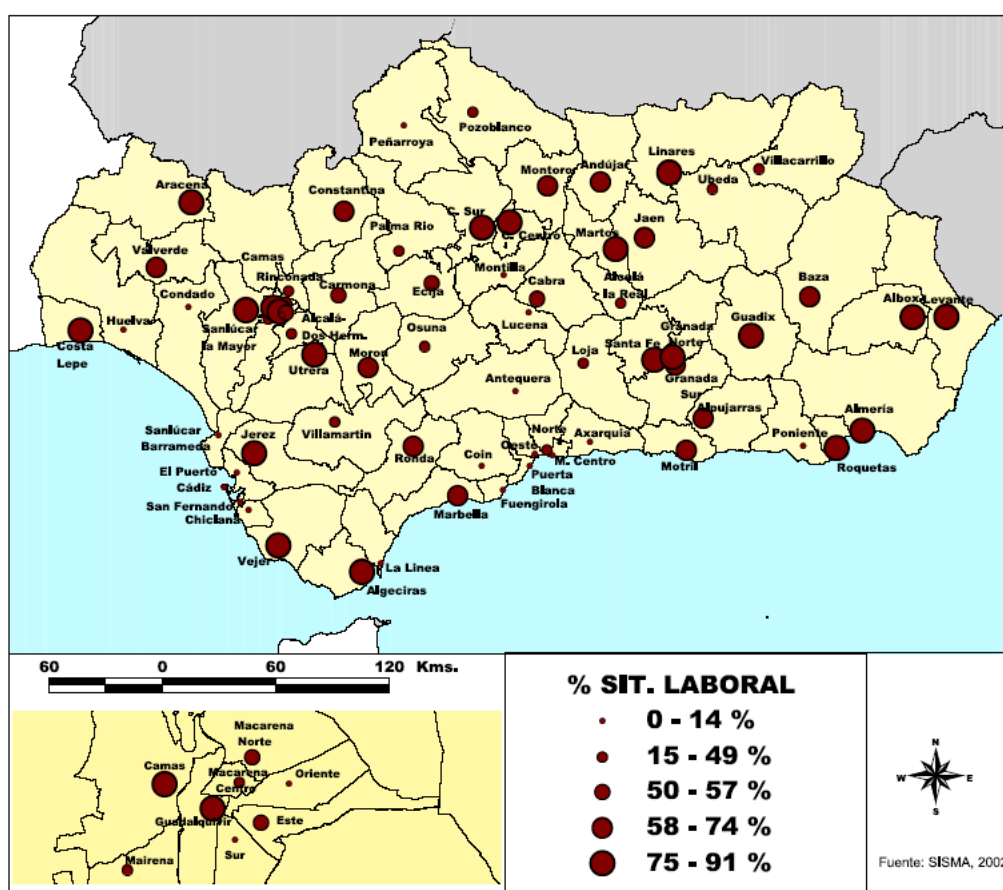 Peñarroya
Pozoblanco
Linares
Villacarrillo
Andújar
Montoro
Ubeda
Aracena
Constantina
C. Sur
C. Centro
Palma Rio
Martos
Jaen
Valverde
Camas
Rinconada
Carmona
Ecija
Montilla
Cabra
Alcalá
la Real
Baza
Condado
Huelva
Sanlúcar
la Mayor
Alcalá
Dos Herm.
Osuna
Lucena
Granada
Norte
Santa Fe
Guadix
Albox
Levante
Costa
Lepe
Utrera
Moron
Loja
Granada
Sur
Antequera
Alpujarras
Almería
Sanlúcar
Barrameda
Jerez
Villamartin
Ronda
Coin
Norte
Oeste
Axarquia
M. Centro
Motril
Poniente
Roquetas
El Puerto
Cádiz
Puerta
Blanca
Fuengirola
San Fernando
Chiclana
Marbella
Vejer
La Linea
Algeciras
60 0 60 120 Kms.
Macarena
Norte
Camas
Macarena
Centro
Oriente
Guadalquivir
Este
Sur
Mairena
% SIT. LABORAL
0 - 14 %
15 - 49 %
50 - 57 %
58 - 74 %
75 - 91 %
N
W E
S
Fuente: SISMA, 2002